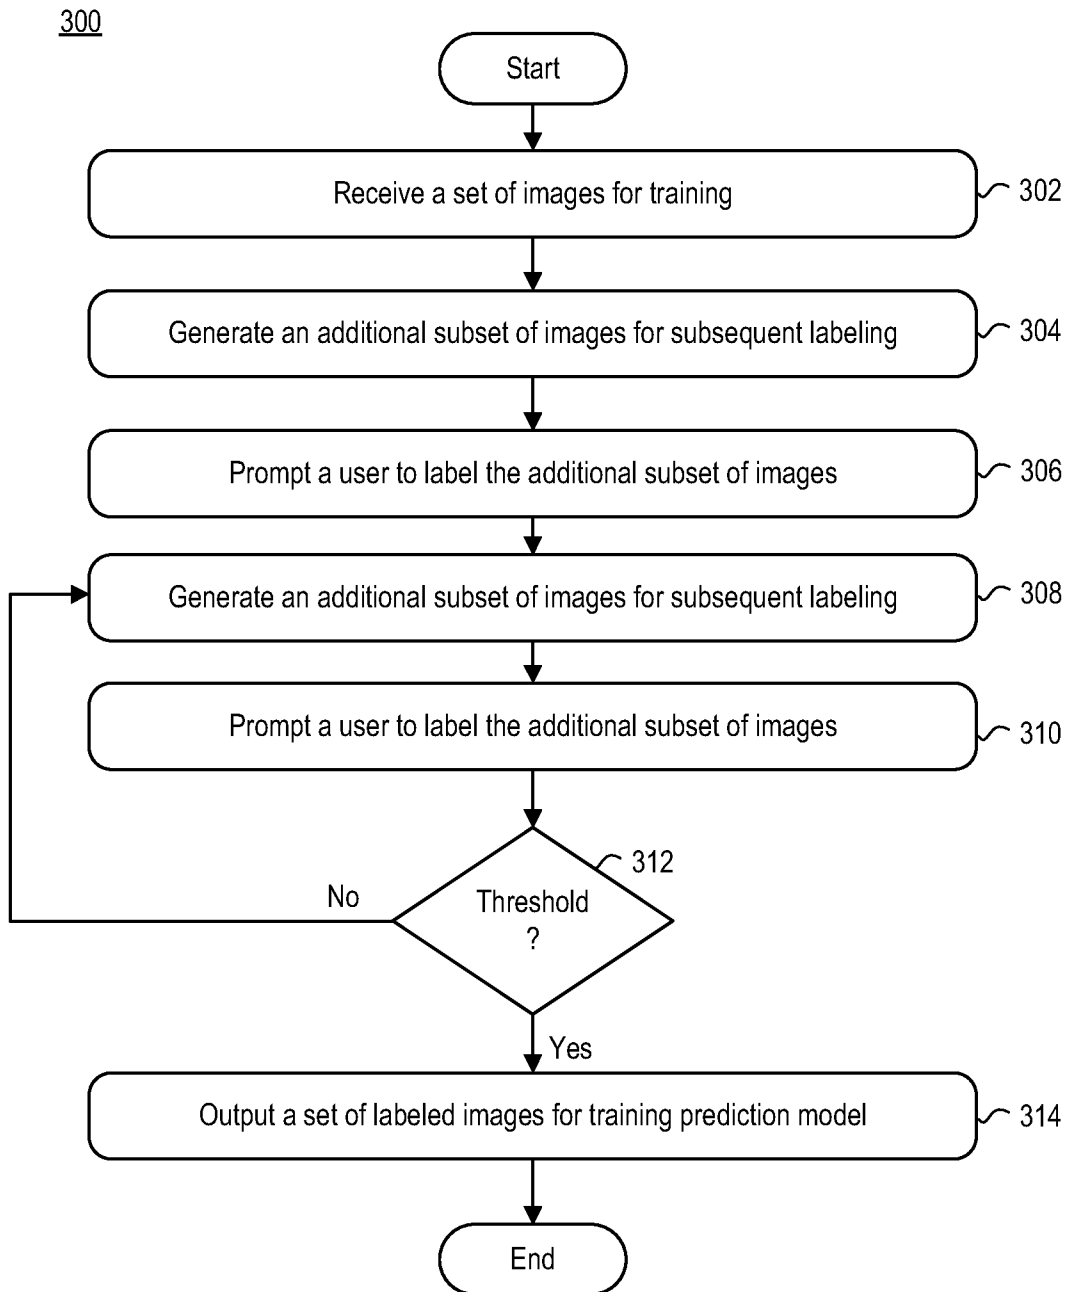 300
Start
Receive a set of images for training
302
Generate an additional subset of images for subsequent labeling
304
Prompt a user to label the additional subset of images
306
Generate an additional subset of images for subsequent labeling
308
Prompt a user to label the additional subset of images
310
312
Threshold
?
No
Yes
Output a set of labeled images for training prediction model
314
End